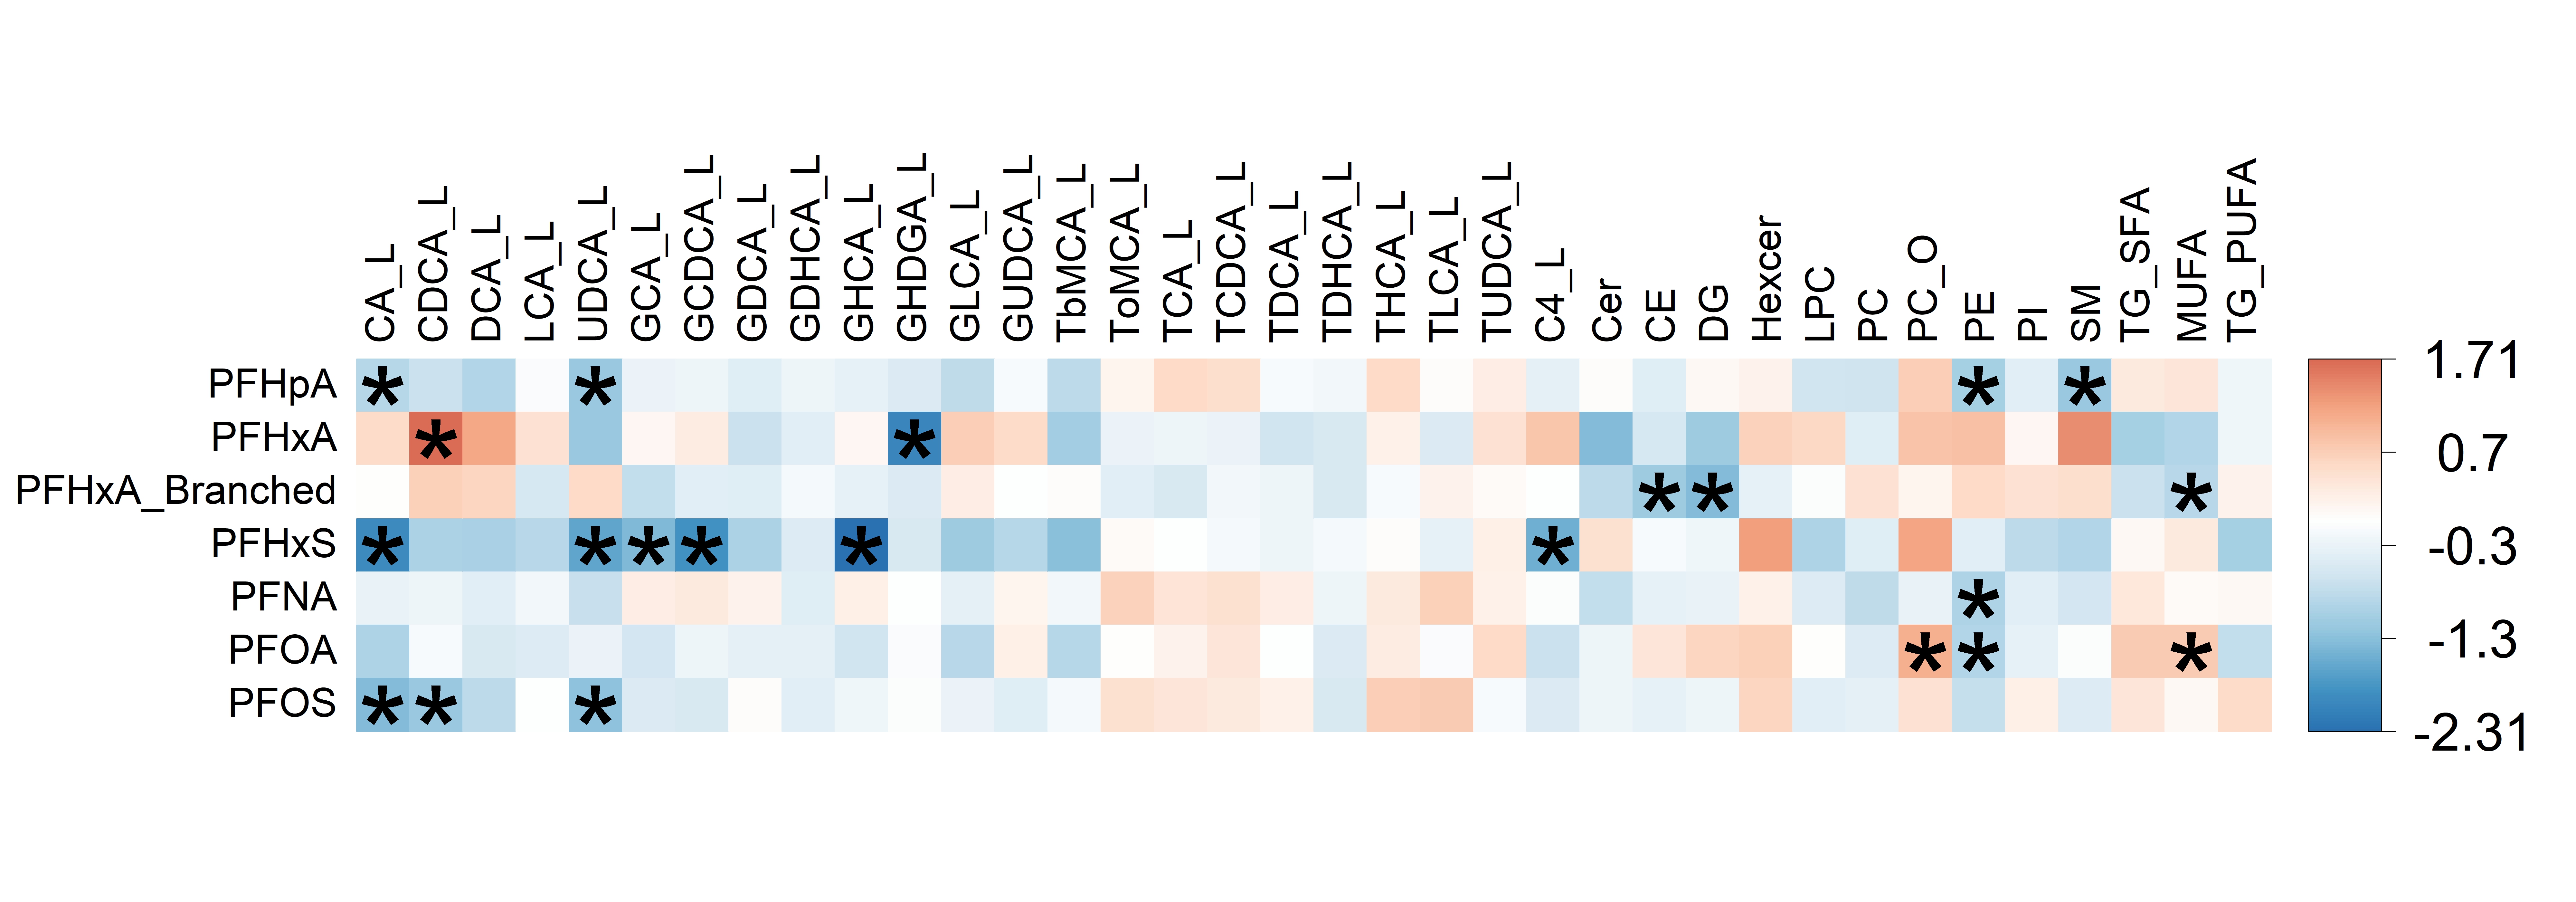 CA_L
CDCA_L
DCA_L
LCA_L
UDCA_L
GCA_L
GCDCA_L
GDCA_L
GDHCA_L
GHCA_L
GHDGA_L
GLCA_L
GUDCA_L
TbMCA_L
ToMCA_L
TCA_L
TCDCA_L
TDCA_L
TDHCA_L
THCA_L
TLCA_L
TUDCA_L
C4_L
Cer
CE
DG
Hexcer
LPC
PC
PC_O
PE
PI
SM
TG_SFA
MUFA
TG_PUFA
PFHpA * * * *
PFHxA * *
PFHxA_Branched * * *
PFHxS * * * * * *
PFNA *
PFOA * * *
PFOS * * *
1.71
0.7
-0.3
-1.3
-2.31